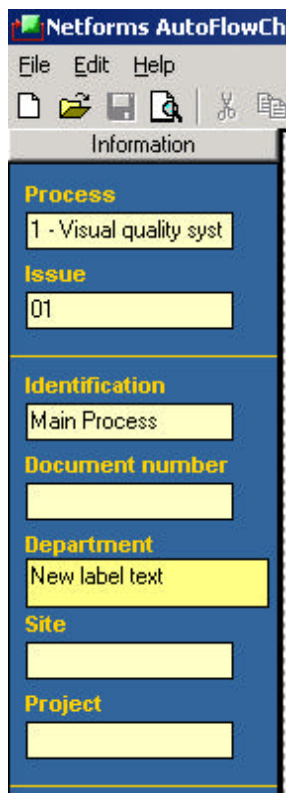 Netforms AutoFlowCh
File Edit Help
Information
Process
1 - Visual quality syst
Issue
01
Identification
Main Process
Document number
Department
New label text
Site
Project